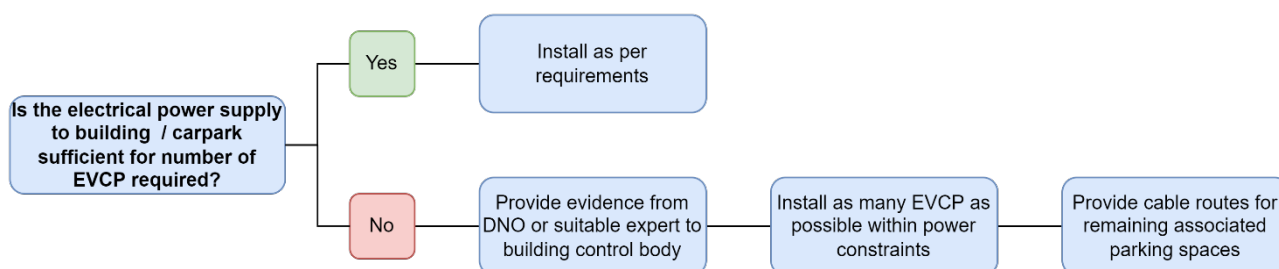 Is the electrical power supply
to building / carpark
sufficient for number of
EVCP required?
Yes
Install as per
requirements
No
Provide evidence from
DNO or suitable expert to
building control body
Install as many EVCP as
possible within power
constraints
Provide cable routes for
remaining associated
parking spaces